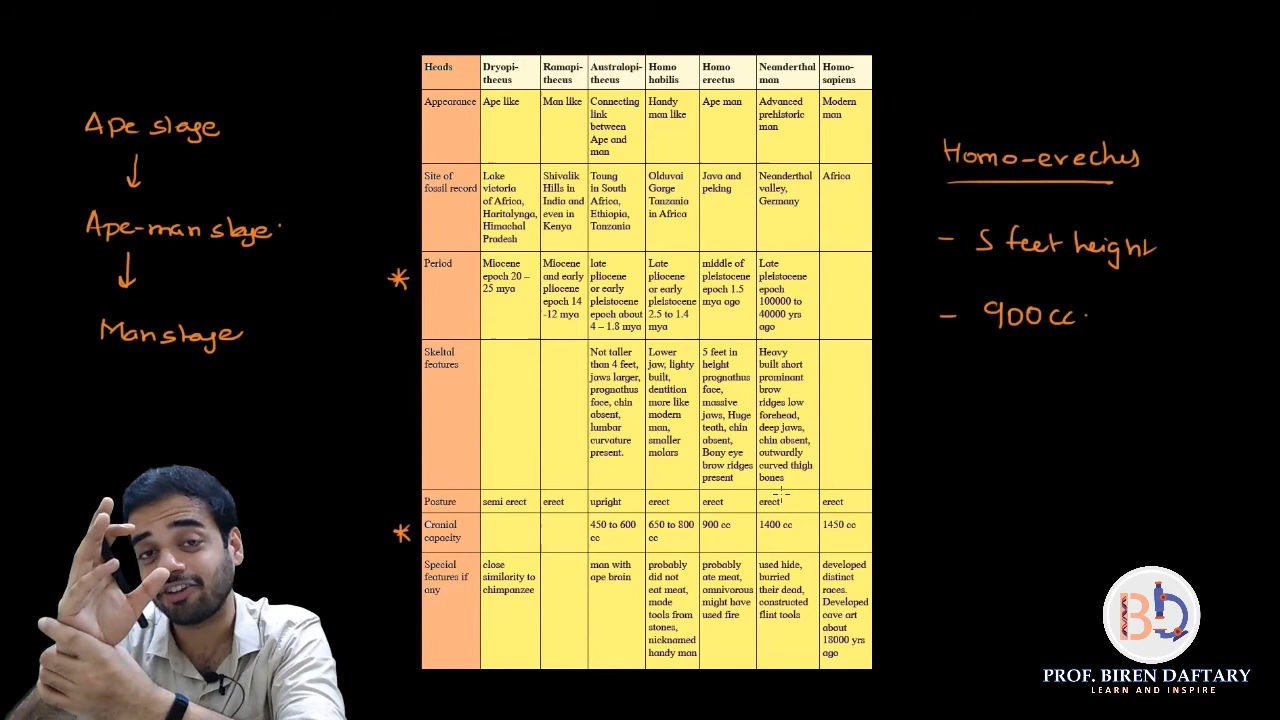 Ape stage
Ape-man stage.
Man stage
Heads
Dryopi-
thecus
Ramapi-
thecus
Australopi-
thecus
Homo
habilis
Homo
erectus
Neanderthal
man
Homo-
sapiens
Appearance
Ape like
Man like
Connecting
link
between
Ape and
man
Handy
man like
Ape man
Advanced
prehistoric
man
Modern
man
Site of
fossil record
Lake
victoria
of Africa,
Haritalynga,
Himachal
Pradesh
Shivalik
Hills in
India and
even in
Kenya
Toung
in South
Africa,
Ethiopia,
Tanzania
Olduvai
Gorge
Tanzania
in Africa
Java and
peking
Neanderthal
valley,
Germany
Africa
* Period
Miocene
epoch 20 –
25 mya
Miocene
and early
pliocene
epoch 14
-12 mya
late
pliocene
or early
pleistocene
epoch about
4 – 1.8 mya
Late
pliocene
or early
pleistocene
2.5 to 1.4
mya
middle of
pleistocene
epoch 1.5
mya ago
Late
pleistocene
epoch
100000 to
40000 yrs
ago
Skeltal
features
Not taller
than 4 feet,
jaws larger,
prognathus
face, chin
absent,
lumbar
curvature
present.
Lower
jaw, lighty
built,
dentition
more like
modern
man,
smaller
molars
5 feet in
height
prognathus
face,
massive
jaws, Huge
teath, chin
absent,
Bony eye
brow ridges
present
Heavy
built short
prominant
brow
ridges low
forehead,
deep jaws,
chin absent,
outwardly
curved thigh
bones
Posture
semi erect
erect
upright
erect
erect
erect
erect
* Cranial
capacity
450 to 600
cc
650 to 800
cc
900 cc
1400 cc
1450 cc
Special
features if
any
close
similarity to
chimpanzee
man with
ape brain
probably
did not
eat meat,
made
tools from
stones,
nicknamed
handy man
probably
ate meat,
omnivorous
might have
used fire
used hide,
burried
their dead,
constructed
flint tools
developed
distinct
races.
Developed
cave art
about
18000 yrs
ago
Homo-erectus
- 5 feet height
- 900 cc.
BD
PROF. BIREN DAFTARY
LEARN AND INSPIRE